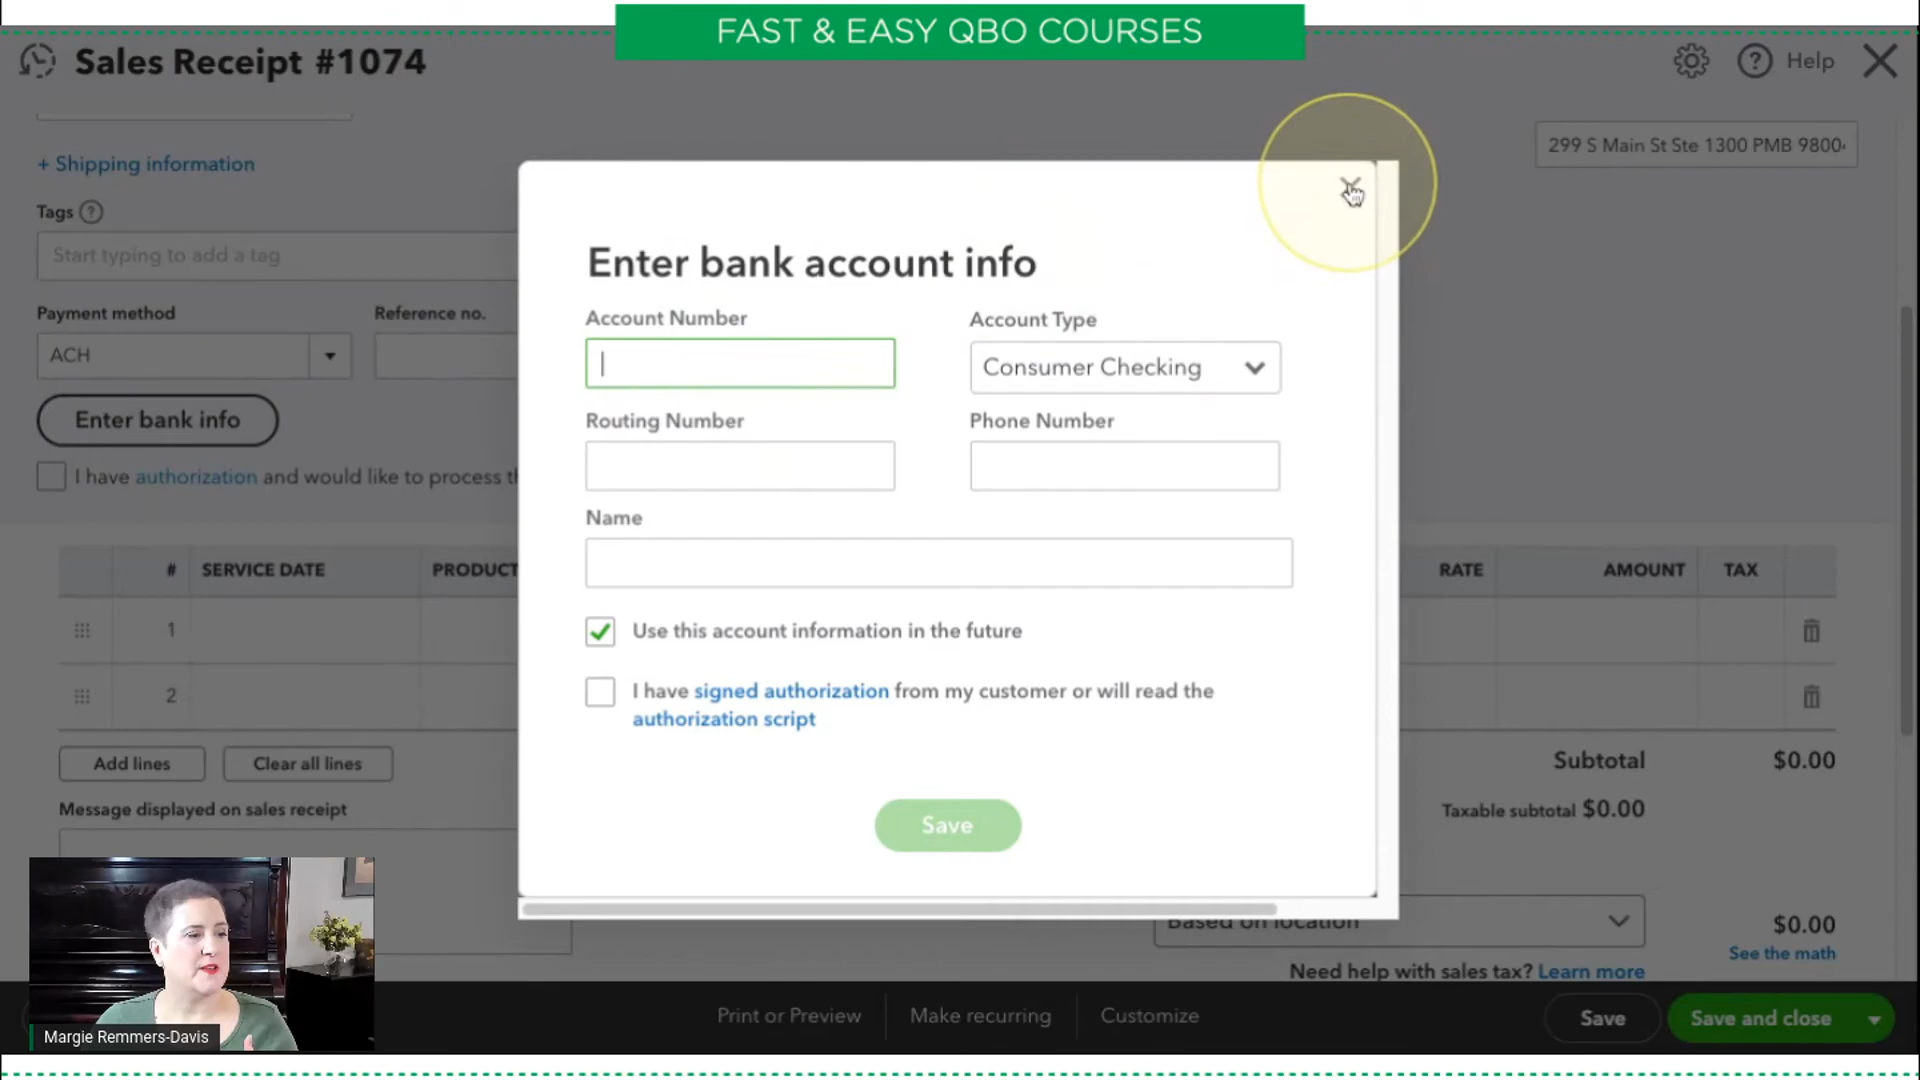 FAST & EASY QBO COURSES
Sales Receipt #1074
Help
+ Shipping information
299 S Main St Ste 1300 PMB 9800
Tags
Start typing to add a tag
Payment method
Reference no.
ACH
Enter bank info
I have authorization and would like to process th
Enter bank account info
Account Number
Account Type
Consumer Checking
Routing Number
Phone Number
Name
Use this account information in the future
I have signed authorization from my customer or will read the
authorization script
Save
# SERVICE DATE PRODUCT RATE AMOUNT TAX
1
2
Add lines
Clear all lines
Subtotal $0.00
Message displayed on sales receipt
Taxable subtotal $0.00
Based on location
$0.00
See the math
Need help with sales tax? Learn more
Print or Preview
Make recurring
Customize
Save
Save and close
Margie Remmers-Davis